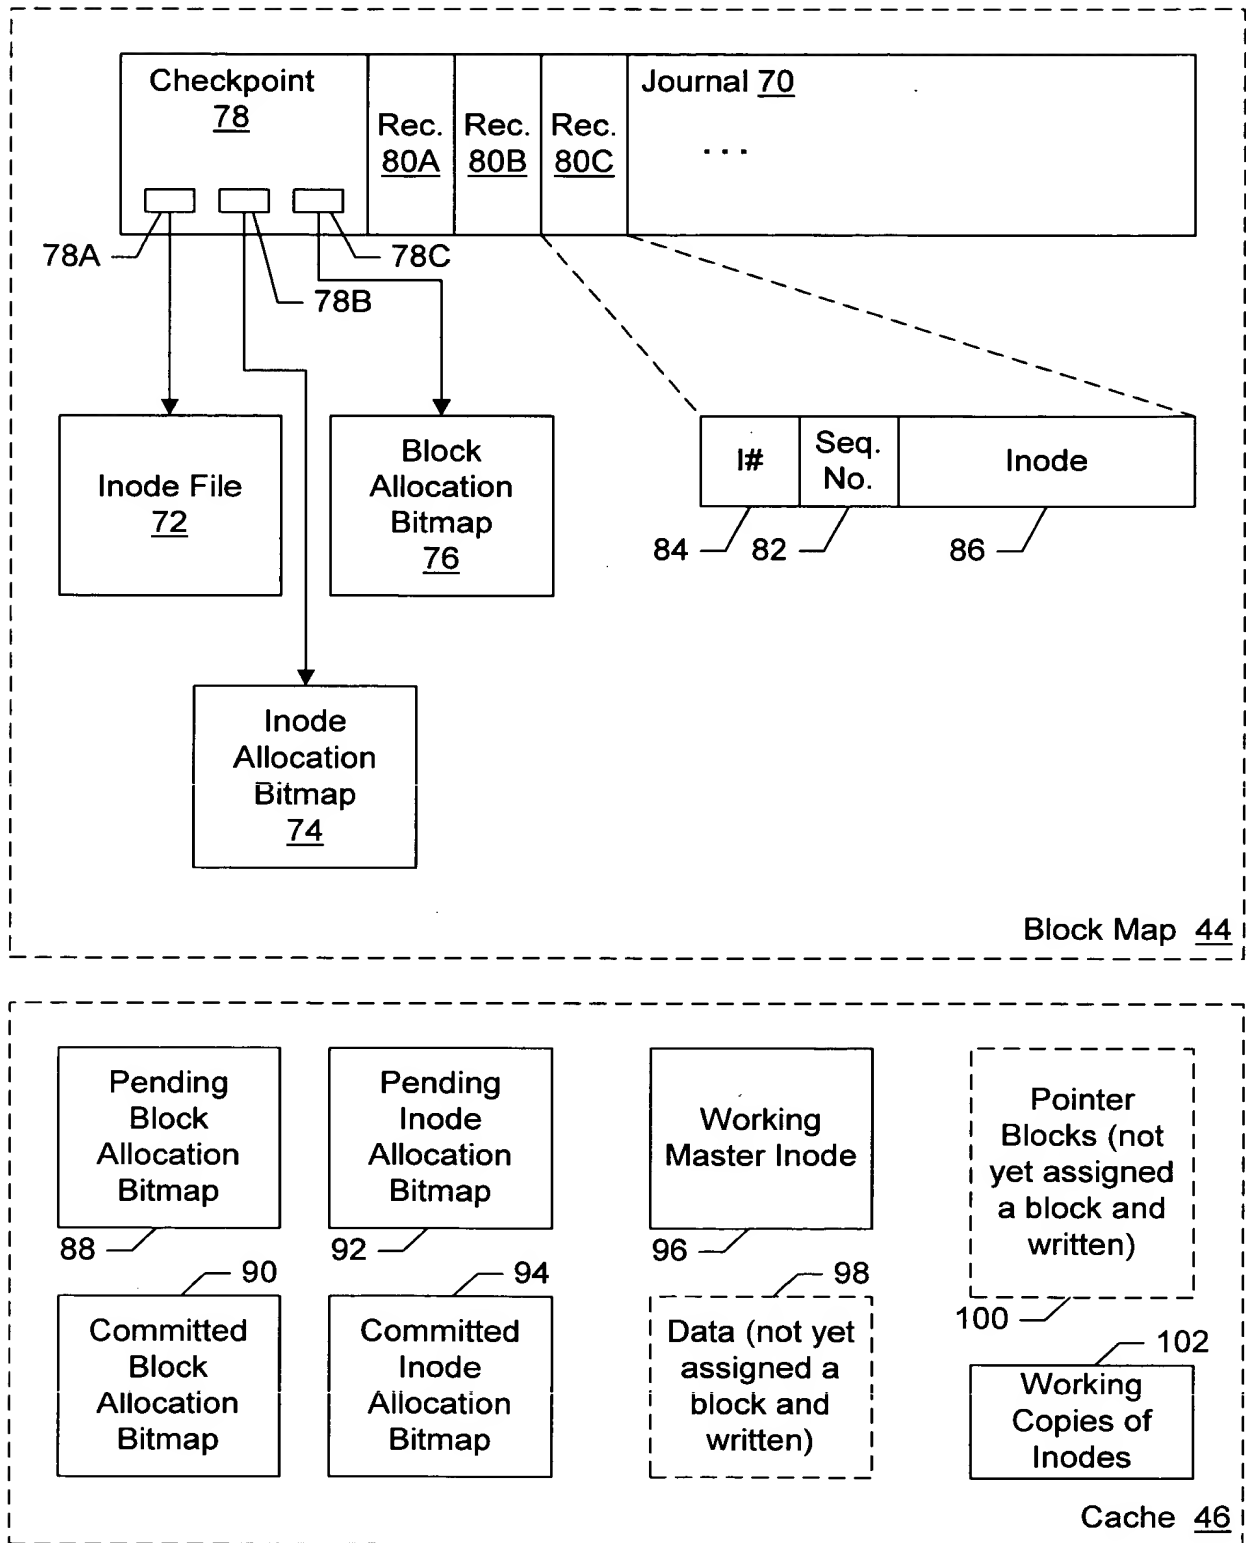 Checkpoint
78
Rec.
80A
Rec.
80B
Rec.
80C
Journal 70
...
78A
78B
78C
Inode File
72
Block
Allocation
Bitmap
76
I#
Seq.
No.
Inode
84
82
86
Inode
Allocation
Bitmap
74
Block Map 44
Pending
Block
Allocation
Bitmap
88
Pending
Inode
Allocation
Bitmap
92
Working
Master Inode
96
Pointer
Blocks (not
yet assigned
a block and
written)
100
90
Committed
Block
Allocation
Bitmap
94
Committed
Inode
Allocation
Bitmap
98
Data (not yet
assigned a
block and
written)
102
Working
Copies of
Inodes
Cache 46